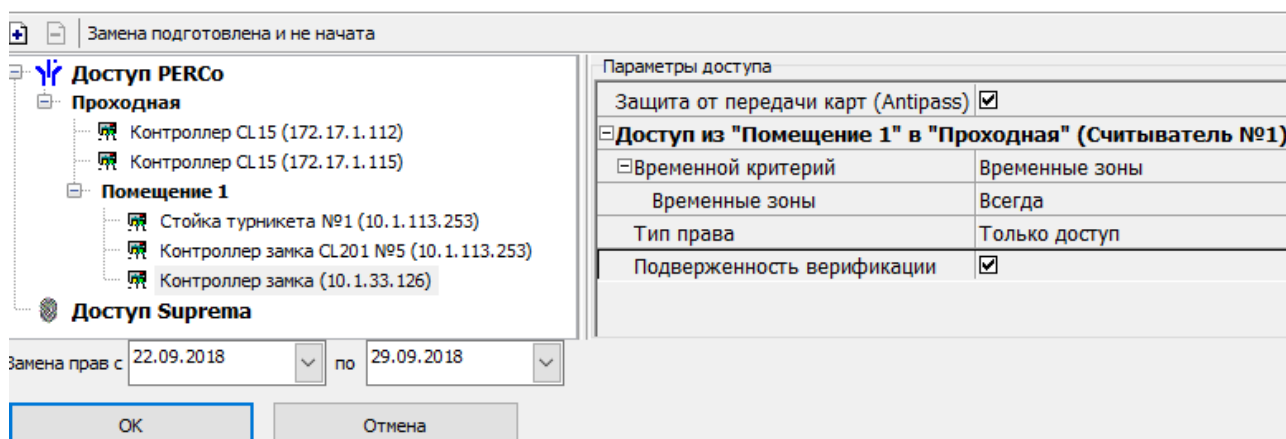 Замена подготовлена и не начата
Доступ PERCo
Проходная
Контроллер CL15 (172.17.1.112)
Контроллер CL15 (172.17.1.115)
Помещение 1
Стойка турникета №1 (10.1.113.253)
Контроллер замка CL201 №5 (10.1.113.253)
Контроллер замка (10.1.33.126)
Доступ Suprema
Параметры доступа
Защита от передачи карт (Antipass)
Доступ из "Помещение 1" в "Проходная" (Считыватель №1)
Временной критерий Временные зоны
Временные зоны Всегда
Тип права Только доступ
Подверженность верификации
Замена прав с 22.09.2018 по 29.09.2018
ОК Отмена